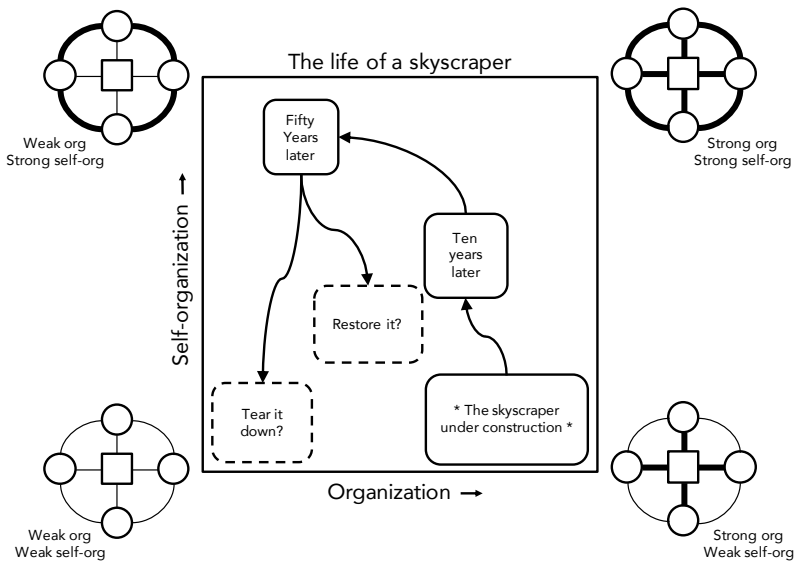 The life of a skyscraper
Weak org
Strong self-org
Strong org
Strong self-org
Fifty
Years
later
Ten
years
later
Self-organization →
Restore it?
Tear it
down?
* The skyscraper
under construction *
Organization →
Weak org
Weak self-org
Strong org
Weak self-org